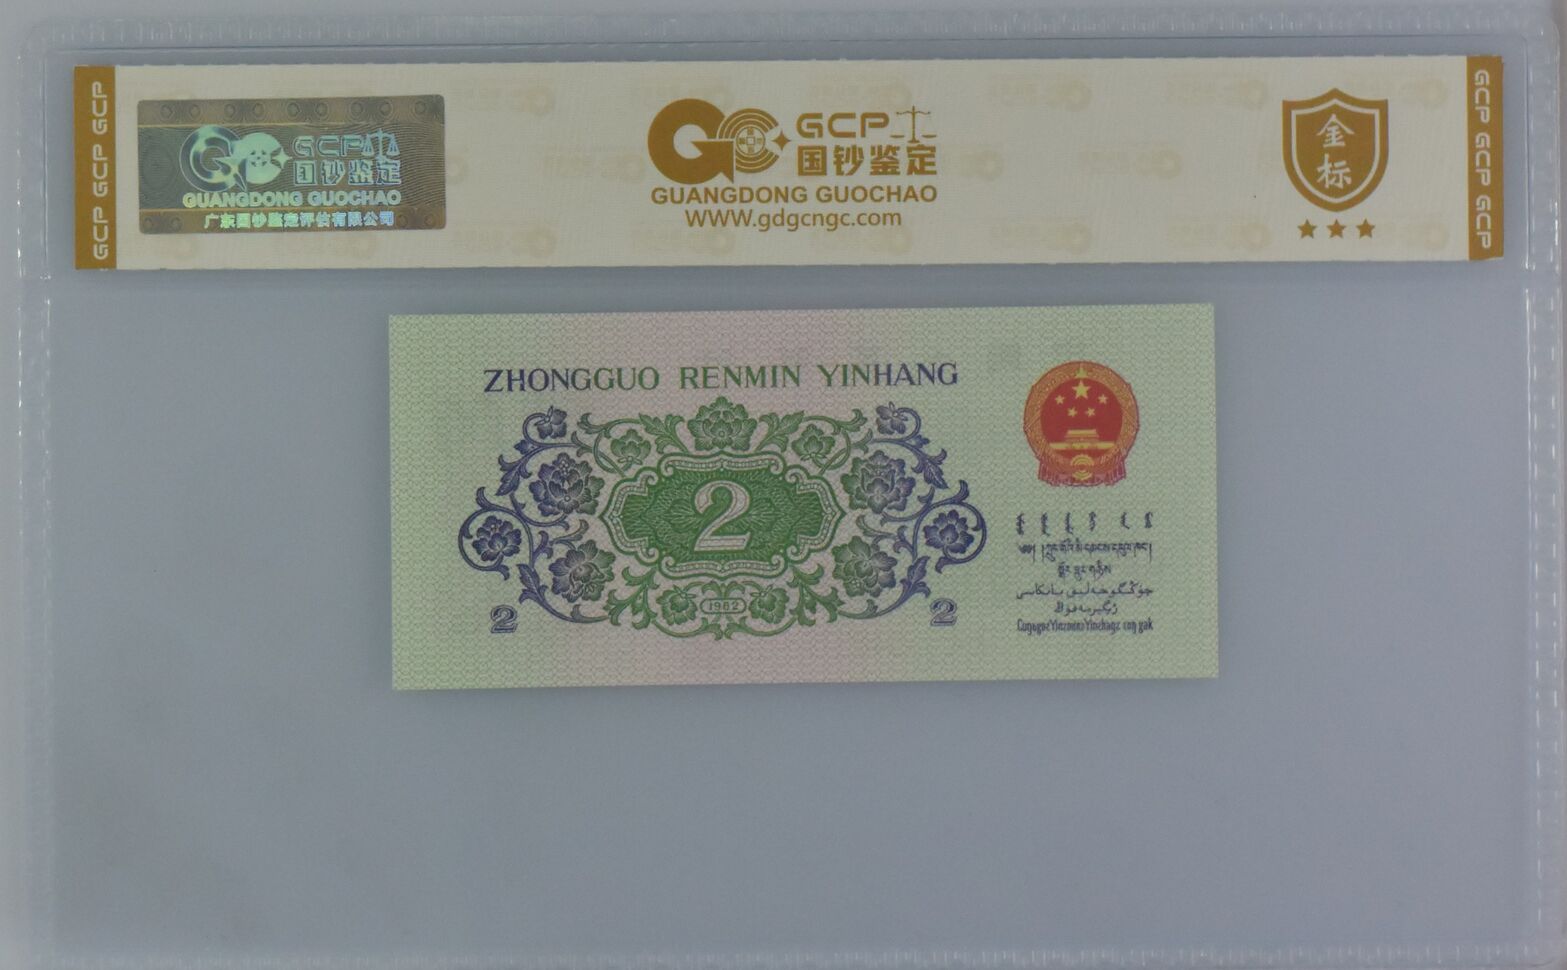 GCP GCP GCP
GCP 国钞鉴定
GUANGDONG GUOCHAO
广东国钞鉴定评估有限公司
GCP
国钞鉴定
GUANGDONG GUOCHAO
WWW.gdgcngc.com
金标
GCP GCP GCP
ZHONGGUO RENMIN YINHANG
2
1962
2
2